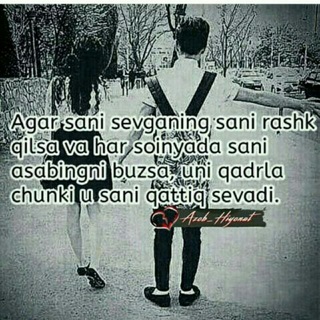 Agar sani sevganing sani rashk
qilsa va har soinyada sani
asabingni buzsa, uni qadrla
chunki u sani qattiq sevadi.
Azob_Hiyonat